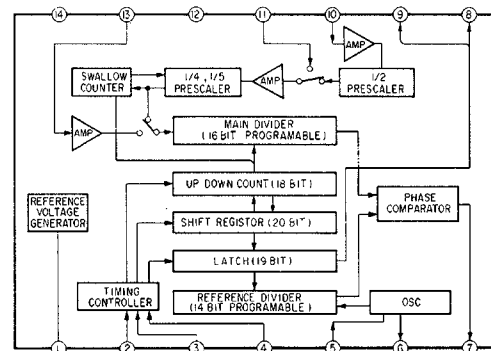 14 13 12 11 10 9 8
AMP
SWALLOW
COUNTER
1/4, 1/5
PRESCALER
AMP
1/2
PRESCALER
AMP
MAIN DIVIDER
(16 BIT PROGRAMABLE)
UP DOWN COUNT (18 BIT)
REFERENCE
VOLTAGE
GENERATOR
SHIFT REGISTOR (20 BIT)
PHASE
COMPARATOR
LATCH (19 BIT)
TIMING
CONTROLLER
REFERENCE DIVIDER
(14 BIT PROGRAMABLE)
OSC
1 2 3 4 5 6 7